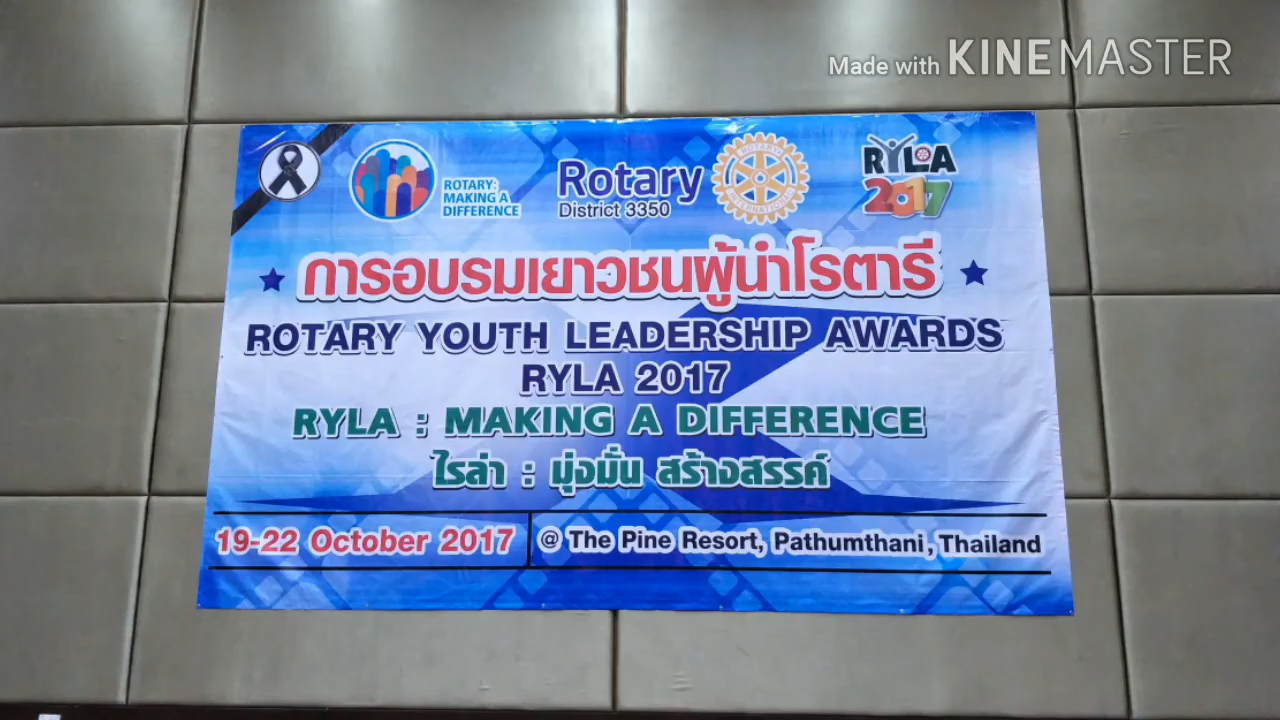 Made with KINEMASTER
ROTARY:
MAKING A
DIFFERENCE
Rotary
District 3350
ROTARY
INTERNATIONAL
RYLA
2017
การอบรมเยาวชนผู้นำโรตารี
ROTARY YOUTH LEADERSHIP AWARDS
RYLA 2017
RYLA : MAKING A DIFFERENCE
ไรล่า : มุ่งมั่น สร้างสรรค์
19-22 October 2017
@ The Pine Resort, Pathumthani, Thailand